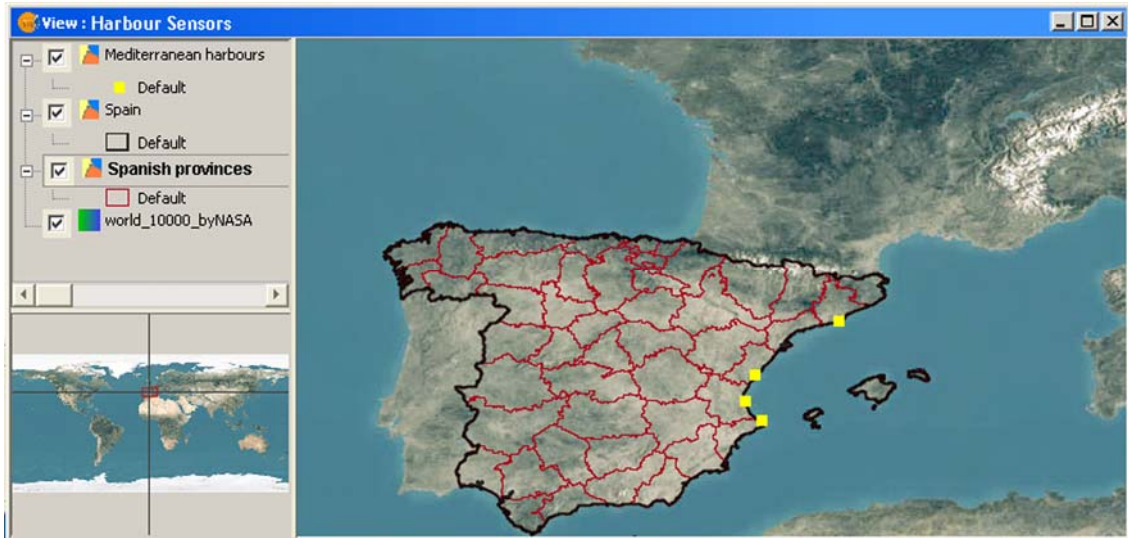 View : Harbour Sensors
Mediterranean harbours
Default
Spain
Default
Spanish provinces
Default
world_10000_byNASA